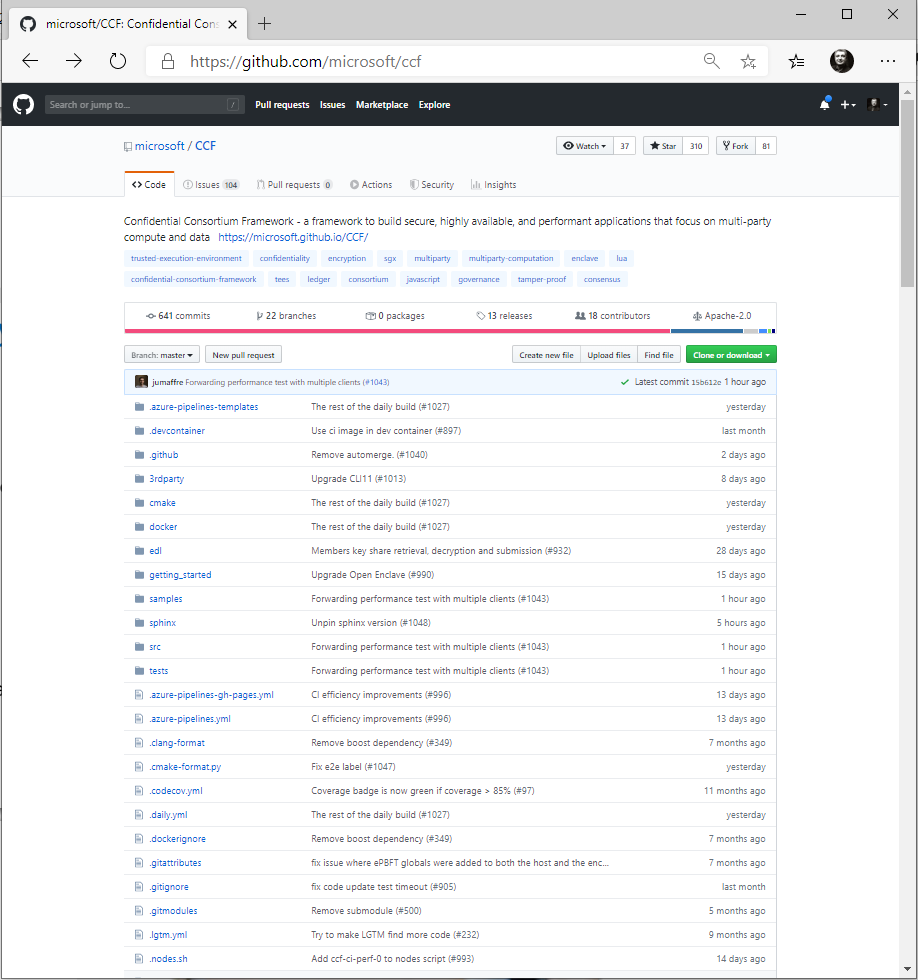 microsoft/CCF: Confidential Cons
https://github.com/microsoft/ccf
Search or jump to... / Pull requests Issues Marketplace Explore
microsoft / CCF Watch 37 Star 310 Fork 81
Code Issues 104 Pull requests 0 Actions Security Insights
Confidential Consortium Framework - a framework to build secure, highly available, and performant applications that focus on multi-party
compute and data https://microsoft.github.io/CCF/
trusted-execution-environment confidentiality encryption sgx multiparty multiparty-computation enclave lua
confidential-consortium-framework tees ledger consortium javascript governance tamper-proof consensus
641 commits 22 branches 0 packages 13 releases 18 contributors Apache-2.0
Branch: master New pull request Create new file Upload files Find file Clone or download
jumaffre Forwarding performance test with multiple clients (#1043) Latest commit 15b612e 1 hour ago
.azure-pipelines-templates The rest of the daily build (#1027) yesterday
.devcontainer Use ci image in dev container (#897) last month
.github Remove automerge. (#1040) 2 days ago
3rdparty Upgrade CLI11 (#1013) 8 days ago
cmake The rest of the daily build (#1027) yesterday
docker The rest of the daily build (#1027) yesterday
edl Members key share retrieval, decryption and submission (#932) 28 days ago
getting_started Upgrade Open Enclave (#990) 15 days ago
samples Forwarding performance test with multiple clients (#1043) 1 hour ago
sphinx Unpin sphinx version (#1048) 5 hours ago
src Forwarding performance test with multiple clients (#1043) 1 hour ago
tests Forwarding performance test with multiple clients (#1043) 1 hour ago
.azure-pipelines-gh-pages.yml CI efficiency improvements (#996) 13 days ago
.azure-pipelines.yml CI efficiency improvements (#996) 13 days ago
.clang-format Remove boost dependency (#349) 7 months ago
.cmake-format.py Fix e2e label (#1047) yesterday
.codecov.yml Coverage badge is now green if coverage > 85% (#97) 11 months ago
.daily.yml The rest of the daily build (#1027) yesterday
.dockerignore Remove boost dependency (#349) 7 months ago
.gitattributes fix issue where ePBFT globals were added to both the host and the enc... 7 months ago
.gitignore fix code update test timeout (#905) last month
.gitmodules Remove submodule (#500) 5 months ago
.lgtm.yml Try to make LGTM find more code (#232) 9 months ago
.nodes.sh Add ccf-ci-perf-0 to nodes script (#993) 14 days ago